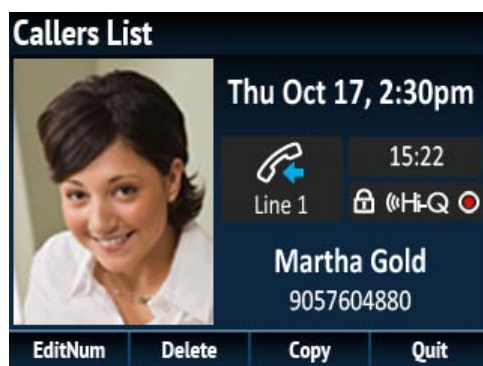 Callers List
Thu Oct 17, 2:30pm
15:22
Line 1
Hi-Q
Martha Gold
9057604880
EditNum Delete Copy Quit